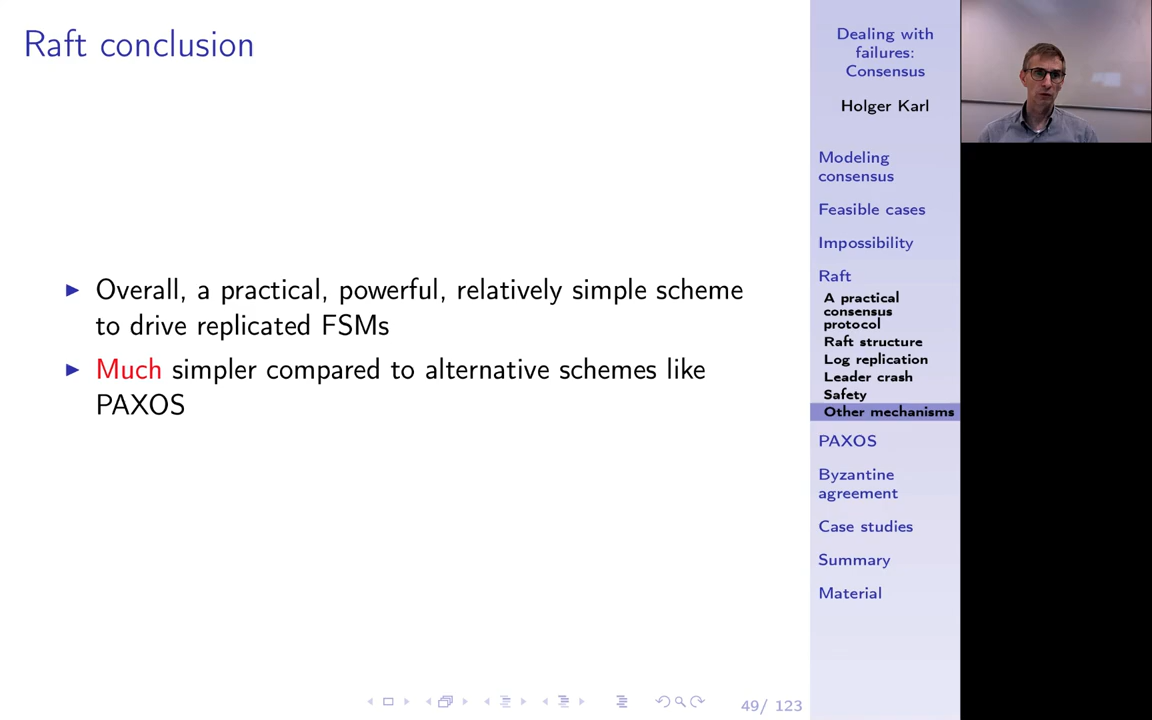 Raft conclusion
▶ Overall, a practical, powerful, relatively simple scheme
to drive replicated FSMs
▶ Much simpler compared to alternative schemes like
PAXOS
49/ 123
Dealing with
failures:
Consensus
Holger Karl
Modeling
consensus
Feasible cases
Impossibility
Raft
A practical
consensus
protocol
Raft structure
Log replication
Leader crash
Safety
Other mechanisms
PAXOS
Byzantine
agreement
Case studies
Summary
Material